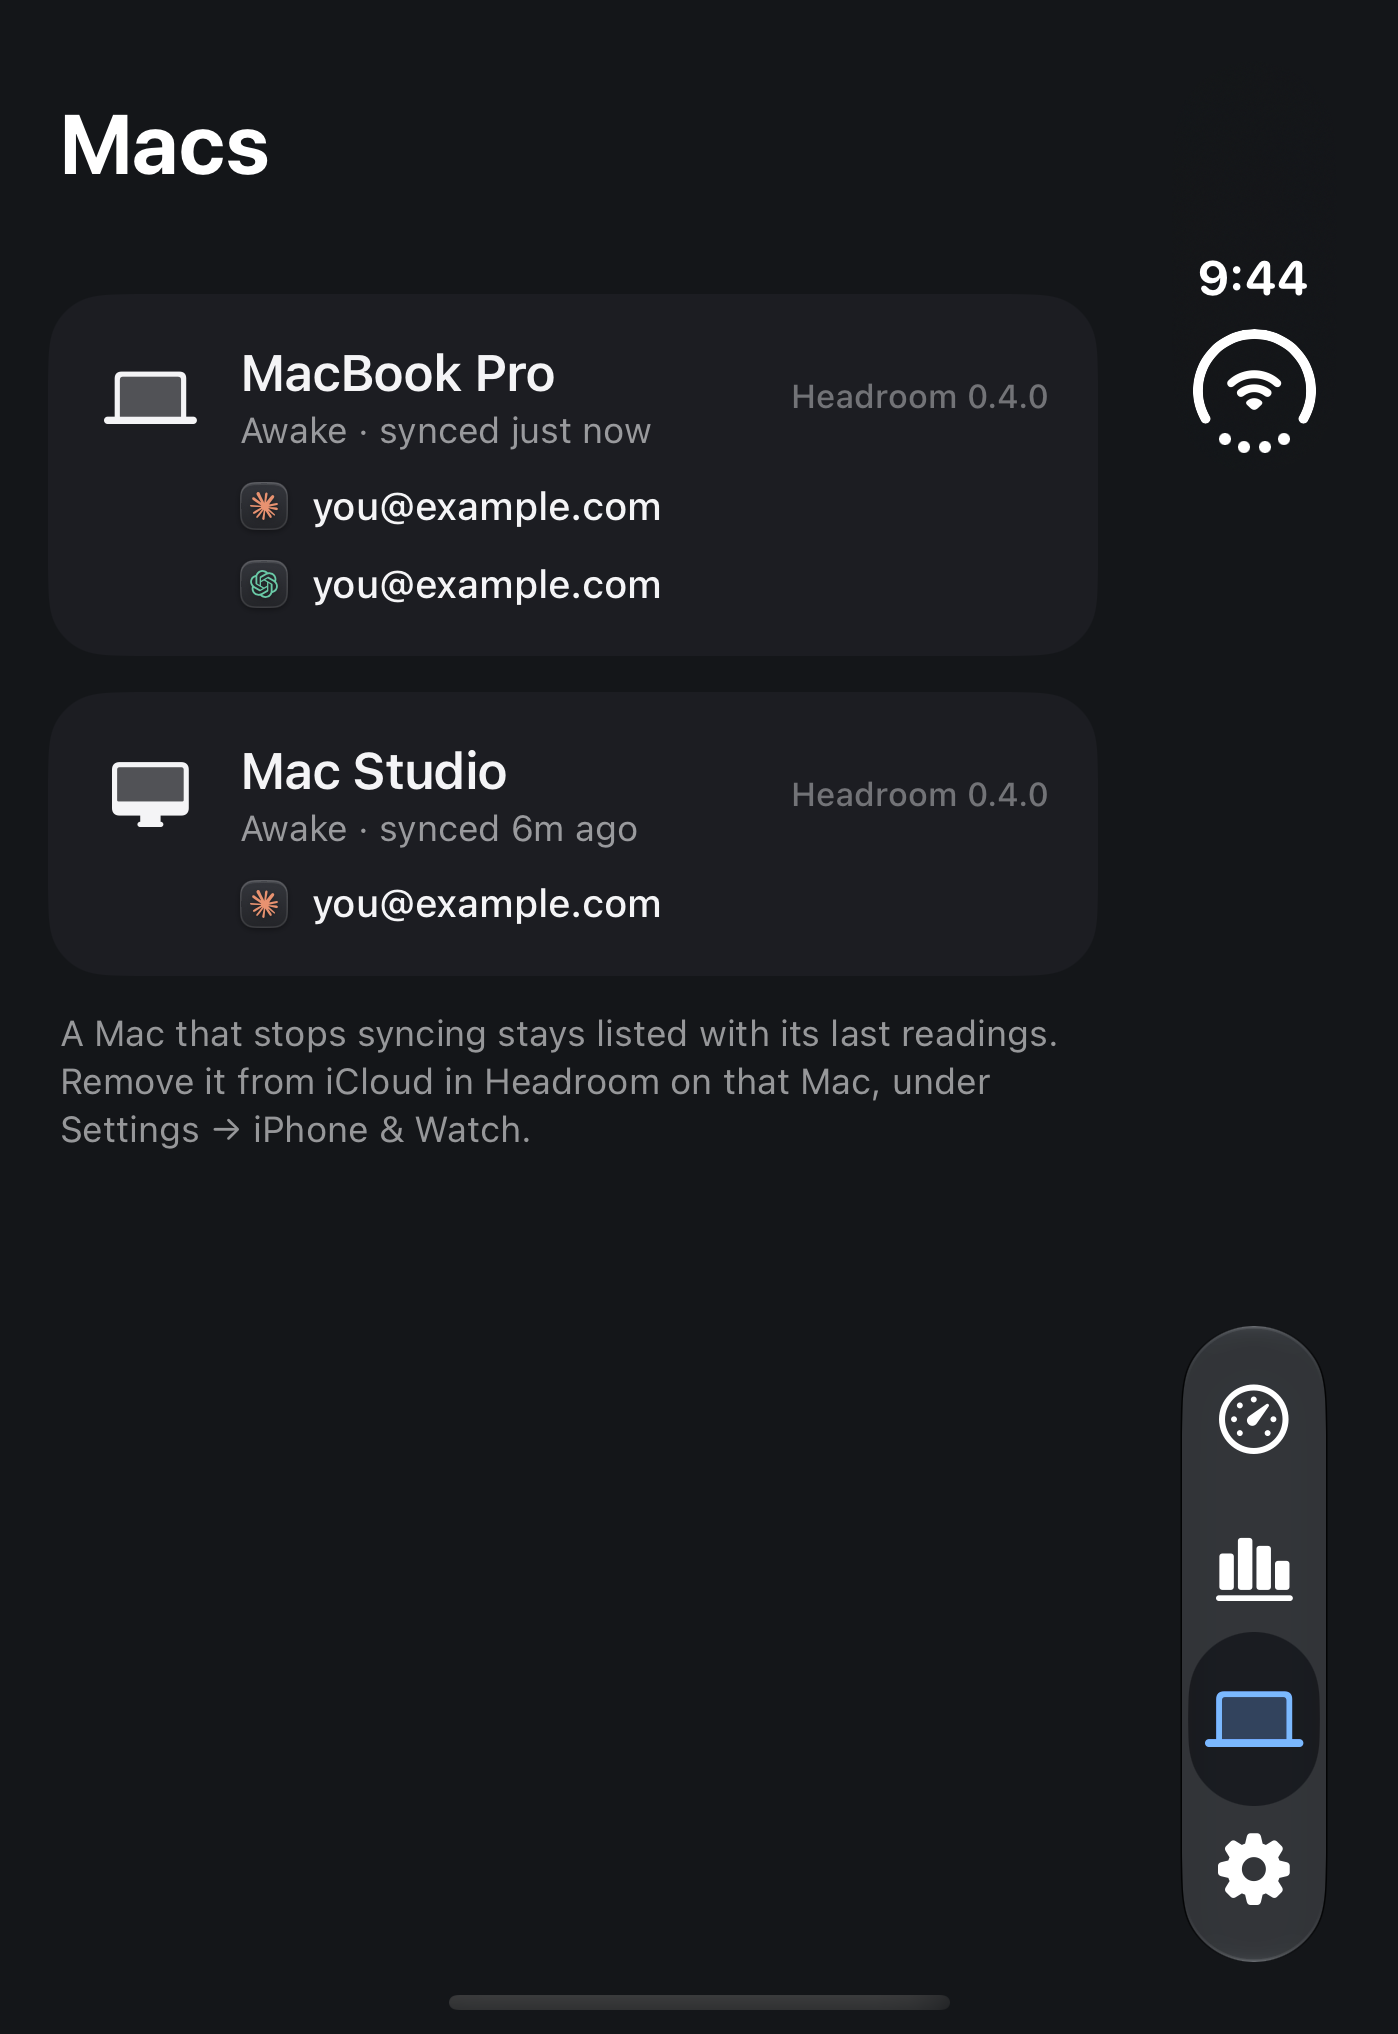 Macs
9:44
MacBook Pro
Headroom 0.4.0
Awake · synced just now
you@example.com
you@example.com
Mac Studio
Headroom 0.4.0
Awake · synced 6m ago
you@example.com
A Mac that stops syncing stays listed with its last readings.
Remove it from iCloud in Headroom on that Mac, under
Settings → iPhone & Watch.